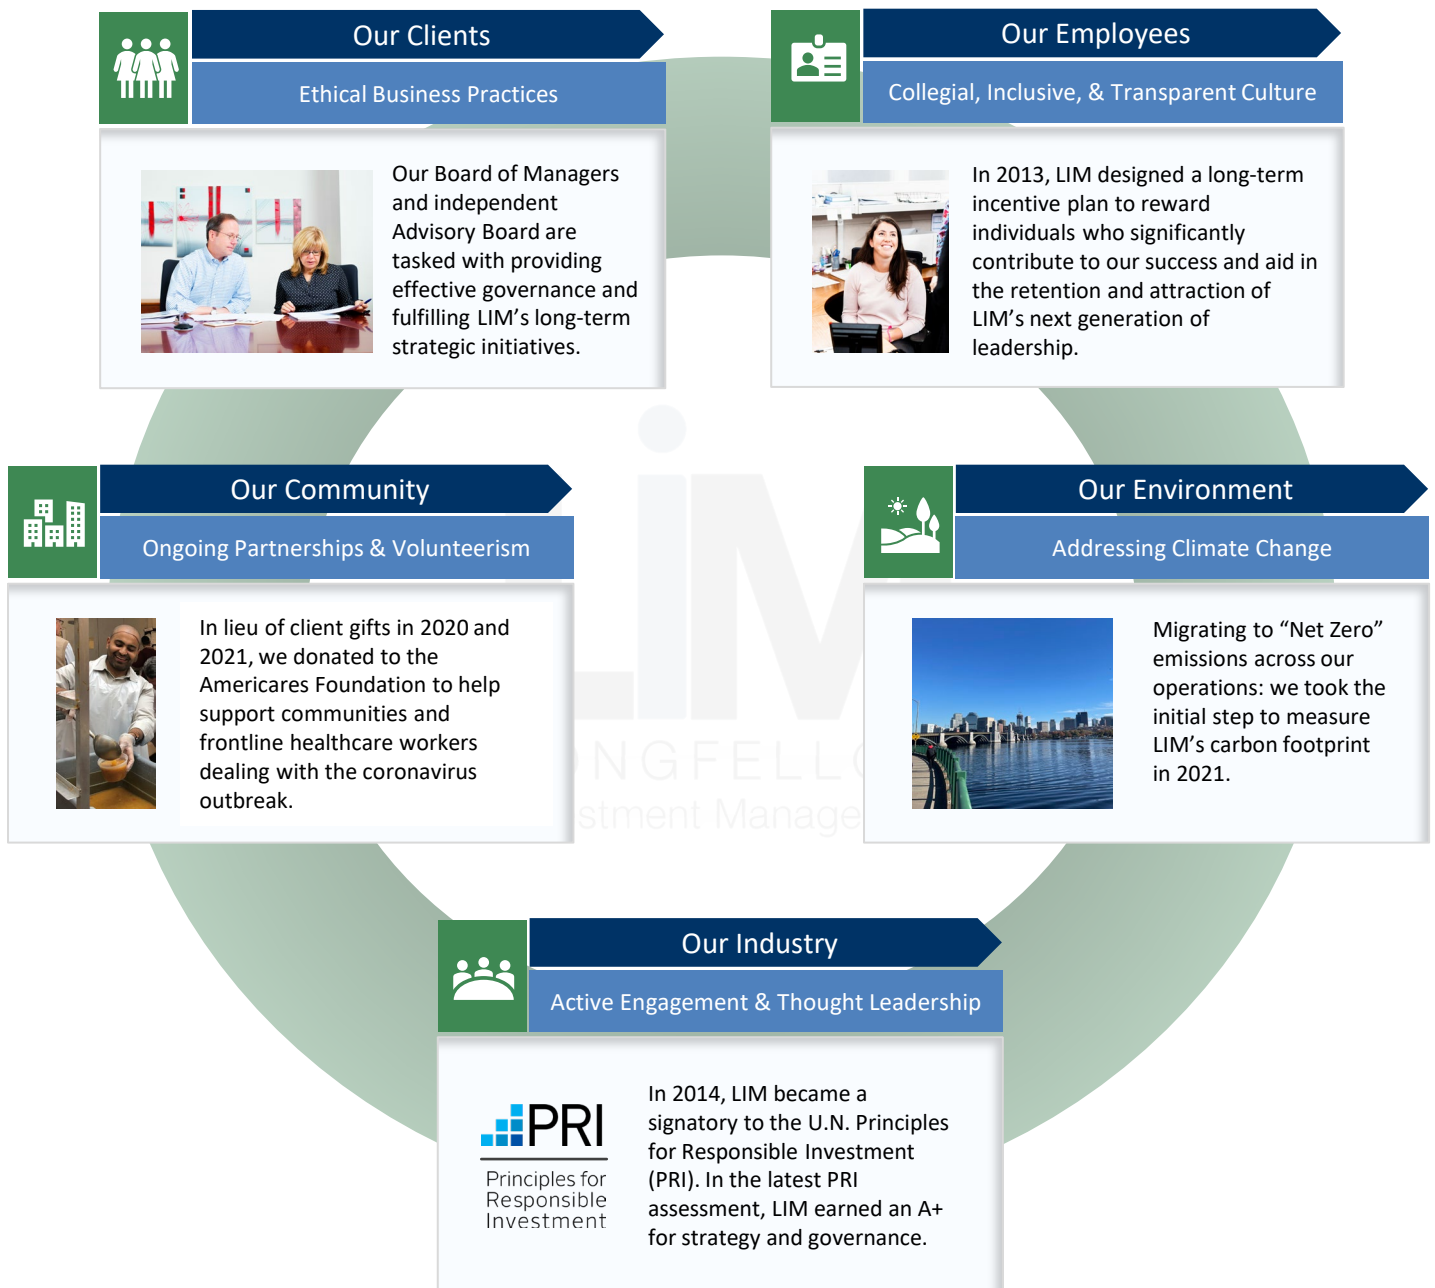 Our Clients
Ethical Business Practices
Our Board of Managers
and independent
Advisory Board are
tasked with providing
effective governance and
fulfilling LIM’s long-term
strategic initiatives.
Our Employees
Collegial, Inclusive, & Transparent Culture
In 2013, LIM designed a long-term
incentive plan to reward
individuals who significantly
contribute to our success and aid in
the retention and attraction of
LIM’s next generation of
leadership.
Our Community
Ongoing Partnerships & Volunteerism
In lieu of client gifts in 2020 and
2021, we donated to the
Americares Foundation to help
support communities and
frontline healthcare workers
dealing with the coronavirus
outbreak.
Our Environment
Addressing Climate Change
Migrating to “Net Zero”
emissions across our
operations: we took the
initial step to measure
LIM’s carbon footprint
in 2021.
LiM
NGFELL
stment Manage
Our Industry
Active Engagement & Thought Leadership
PRI
Principles for
Responsible
Investment
In 2014, LIM became a
signatory to the U.N. Principles
for Responsible Investment
(PRI). In the latest PRI
assessment, LIM earned an A+
for strategy and governance.